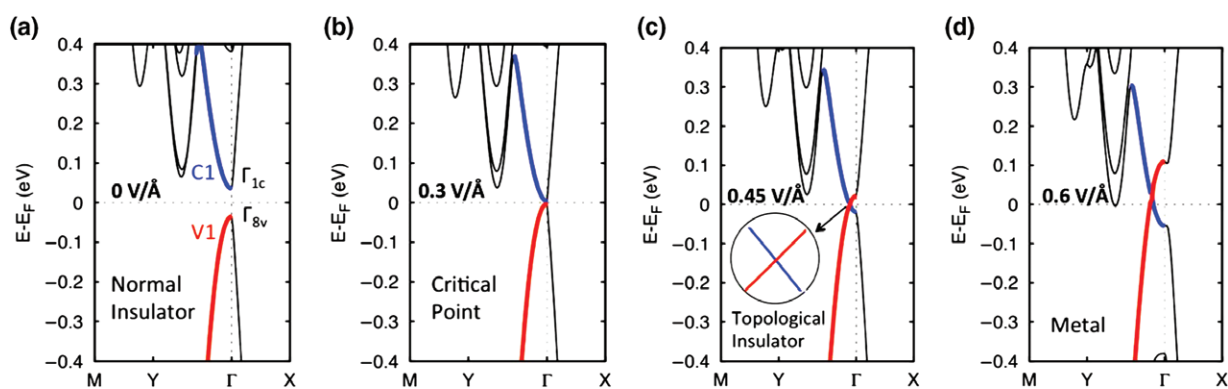 (a)
E-E_F (eV)
0.4
0.3
0.2
0.1
0
−0.1
−0.2
−0.3
−0.4
0 V/Å
C1
Γ1c
Γ8v
V1
Normal
Insulator
M Y Γ X
(b)
E-E_F (eV)
0.4
0.3
0.2
0.1
0
−0.1
−0.2
−0.3
−0.4
0.3 V/Å
Critical
Point
M Y Γ X
(c)
E-E_F (eV)
0.4
0.3
0.2
0.1
0
−0.1
−0.2
−0.3
−0.4
0.45 V/Å
Topological
Insulator
M Y Γ X
(d)
E-E_F (eV)
0.4
0.3
0.2
0.1
0
−0.1
−0.2
−0.3
−0.4
0.6 V/Å
Metal
M Y Γ X